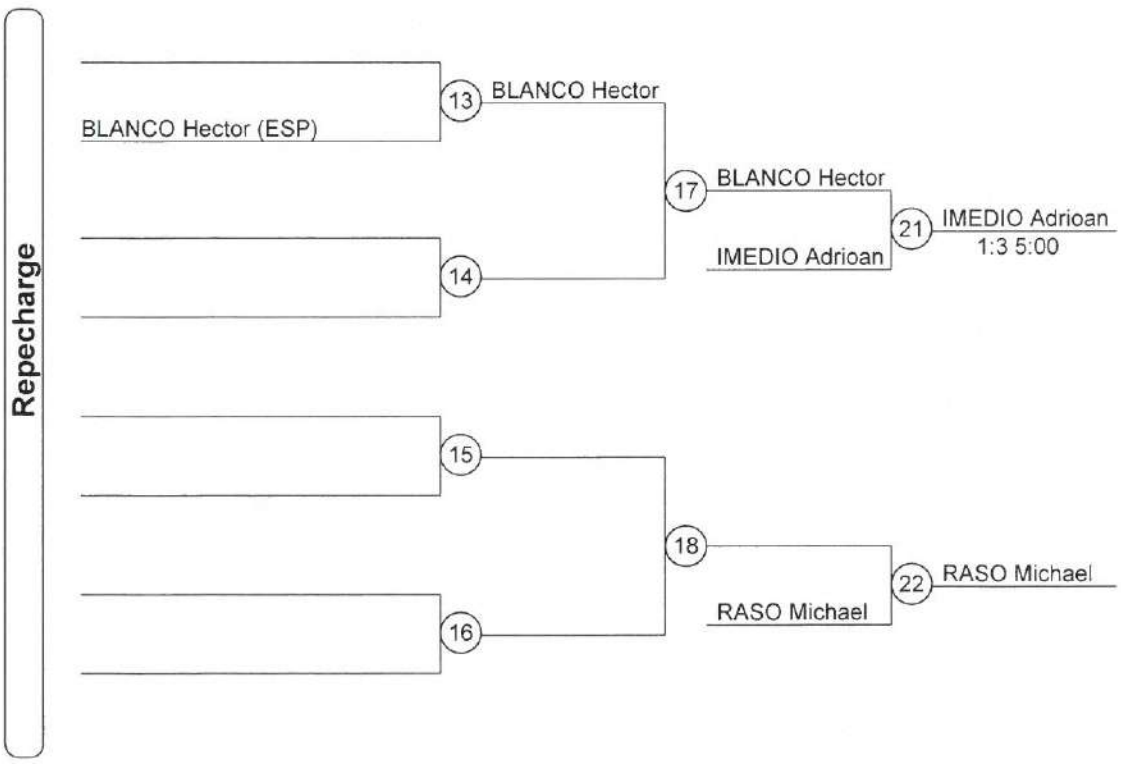 Repecharge
13
BLANCO Hector
BLANCO Hector (ESP)
17
BLANCO Hector
21
IMEDIO Adrioan
1:3 5:00
IMEDIO Adrioan
14
15
18
22
RASO Michael
RASO Michael
16